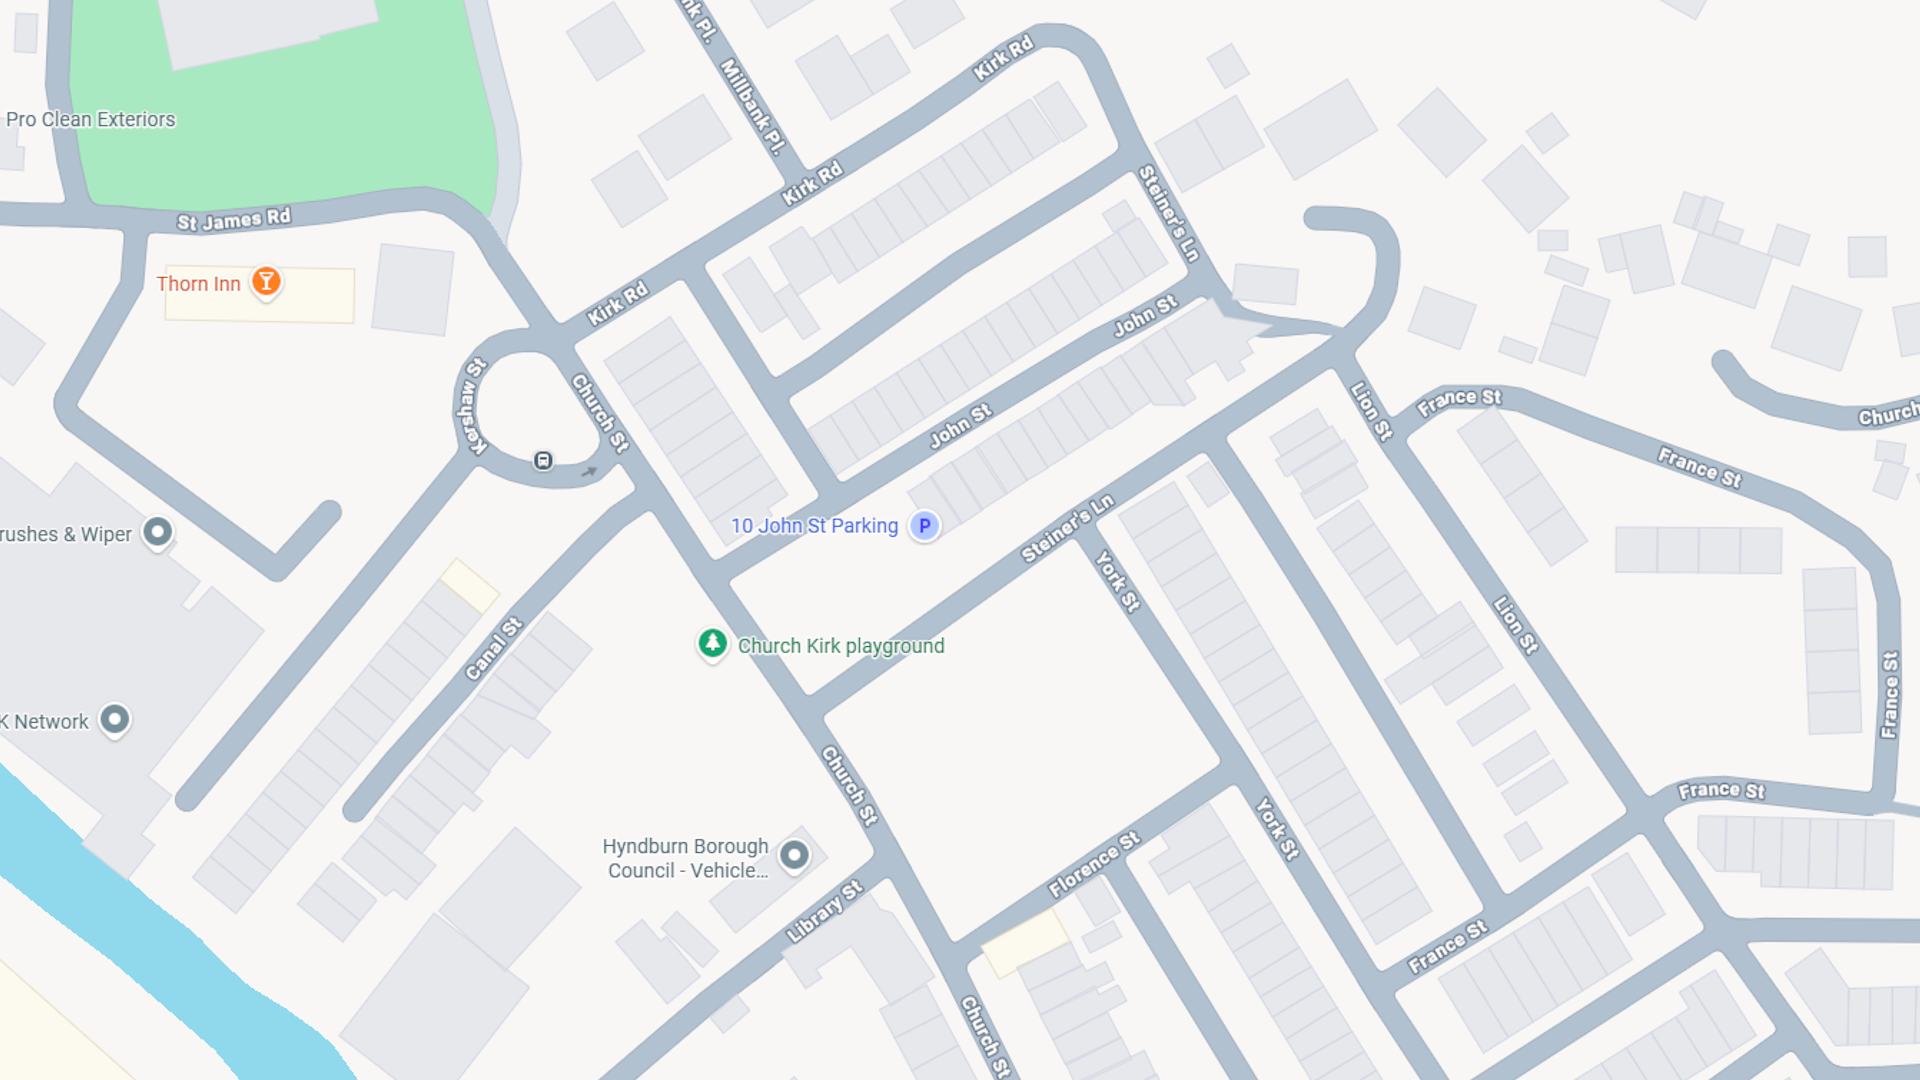 nk Pl.
Millbank Pl.
Kirk Rd
Kirk Rd
Kirk Rd
Pro Clean Exteriors
St James Rd
Thorn Inn
Steiner's Ln
John St
John St
Kershaw St
Church St
Lion St
France St
Church
France St
10 John St Parking
P
Steiner's Ln
rushes & Wiper
York St
Canal St
Church Kirk playground
Lion St
France St
K Network
Church St
France St
York St
Hyndburn Borough
Council - Vehicle...
Florence St
Library St
France St
Church St